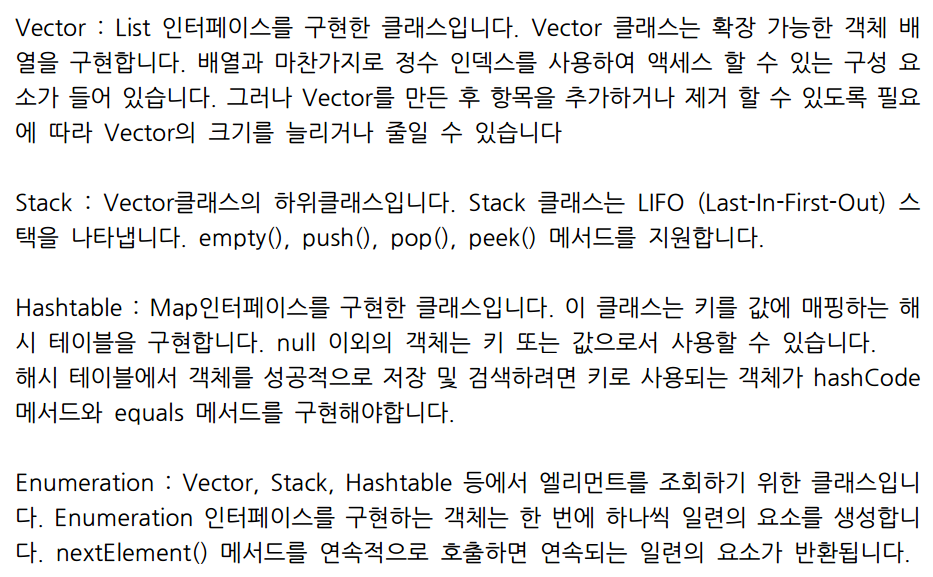 Vector : List 인터페이스를 구현한 클래스입니다. Vector 클래스는 확장 가능한 객체 배
열을 구현합니다. 배열과 마찬가지로 정수 인덱스를 사용하여 액세스 할 수 있는 구성 요
소가 들어 있습니다. 그러나 Vector를 만든 후 항목을 추가하거나 제거 할 수 있도록 필요
에 따라 Vector의 크기를 늘리거나 줄일 수 있습니다
Stack : Vector클래스의 하위클래스입니다. Stack 클래스는 LIFO (Last-In-First-Out) 스
택을 나타냅니다. empty(), push(), pop(), peek() 메서드를 지원합니다.
Hashtable : Map인터페이스를 구현한 클래스입니다. 이 클래스는 키를 값에 매핑하는 해
시 테이블을 구현합니다. null 이외의 객체는 키 또는 값으로서 사용할 수 있습니다.
해시 테이블에서 객체를 성공적으로 저장 및 검색하려면 키로 사용되는 객체가 hashCode
메서드와 equals 메서드를 구현해야합니다.
Enumeration : Vector, Stack, Hashtable 등에서 엘리먼트를 조회하기 위한 클래스입니
다. Enumeration 인터페이스를 구현하는 객체는 한 번에 하나씩 일련의 요소를 생성합니
다. nextElement() 메서드를 연속적으로 호출하면 연속되는 일련의 요소가 반환됩니다.